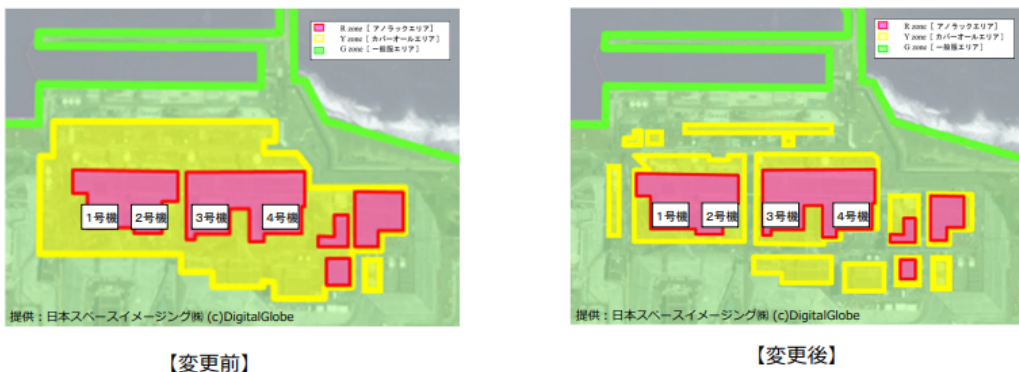 R zone [ アノラックエリア]
Y zone [ カバーオールエリア]
G zone [ 一般服エリア]
1号機
2号機
3号機
4号機
提供:日本スペースイメージング㈱ (c)DigitalGlobe
【変更前】
R zone [ アノラックエリア]
Y zone [ カバーオールエリア]
G zone [ 一般服エリア]
1号機
2号機
3号機
4号機
提供:日本スペースイメージング㈱ (c)DigitalGlobe
【変更後】